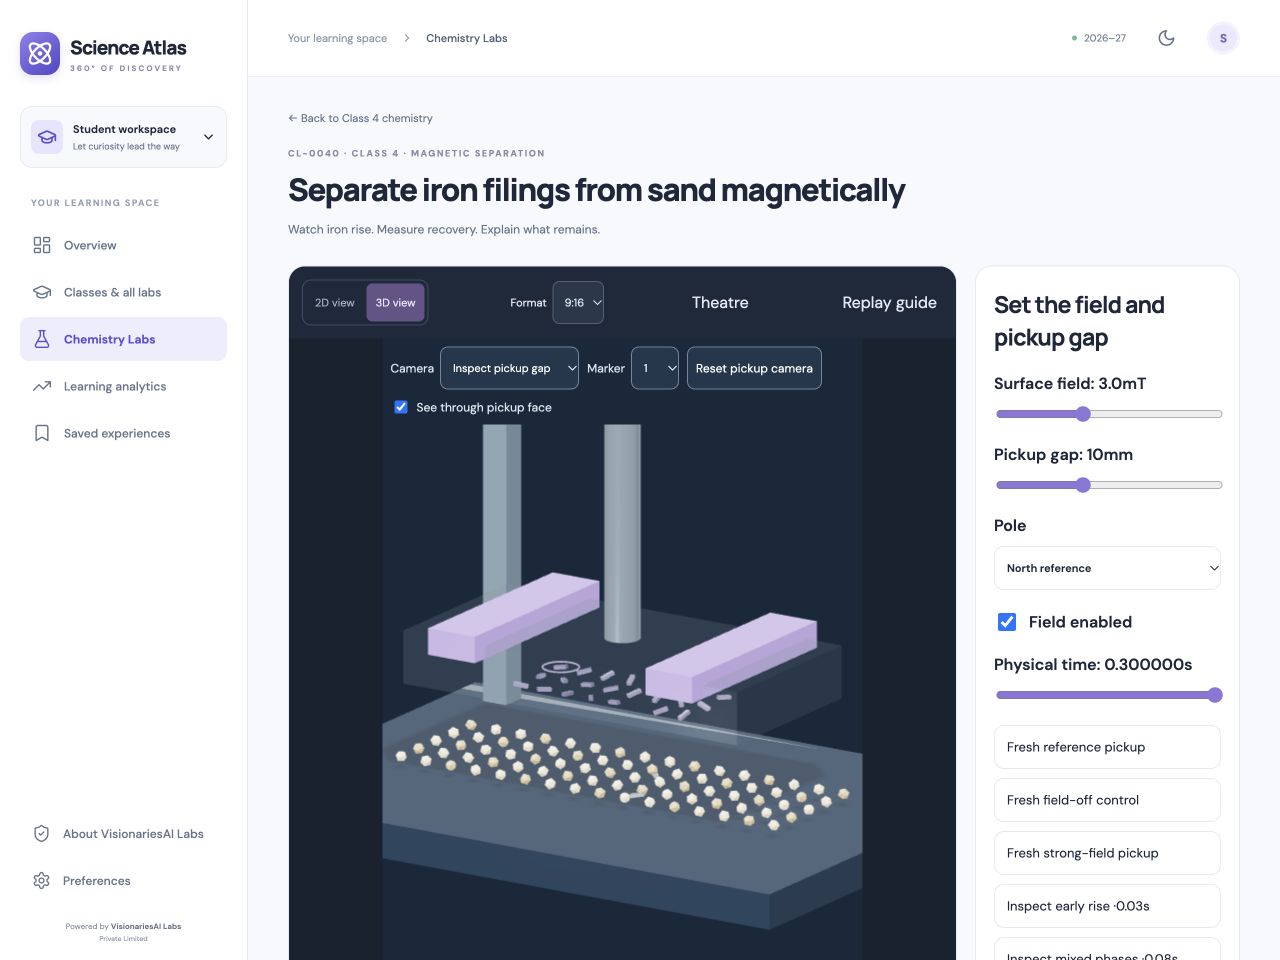 Science Atlas
360° OF DISCOVERY
Student workspace
Let curiosity lead the way
YOUR LEARNING SPACE
Overview
Classes & all labs
Chemistry Labs
Learning analytics
Saved experiences
About VisionariesAI Labs
Preferences
Powered by VisionariesAI Labs
Private Limited
Your learning space
Chemistry Labs
2026–27
S
← Back to Class 4 chemistry
CL-0040 · CLASS 4 · MAGNETIC SEPARATION
Separate iron filings from sand magnetically
Watch iron rise. Measure recovery. Explain what remains.
2D view
3D view
Format
9:16
Theatre
Replay guide
Camera
Inspect pickup gap
Marker
1
Reset pickup camera
See through pickup face
Set the field and
pickup gap
Surface field: 3.0mT
Pickup gap: 10mm
Pole
North reference
Field enabled
Physical time: 0.300000s
Fresh reference pickup
Fresh field-off control
Fresh strong-field pickup
Inspect early rise ·0.03s
Inspect mixed phases ·0.08s